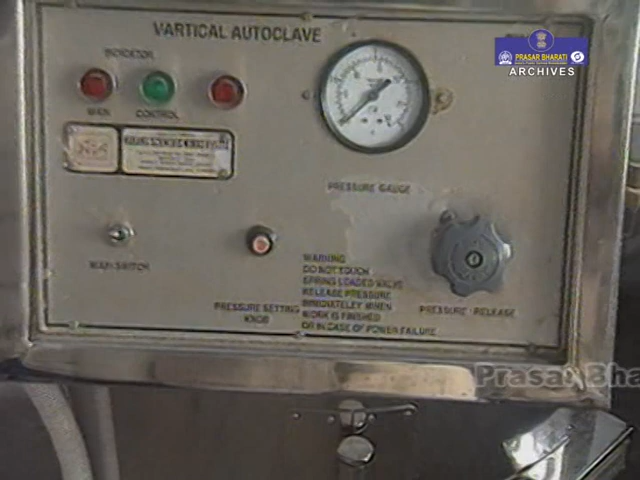 VARTICAL AUTOCLAVE
INDICATOR
MAIN
CONTROL
PRESSURE GAUGE
MAIN SWITCH
PRESSURE SETTING
KNOB
WARNING
DO NOT TOUCH
SPRING LOADED VALVE
RELEASE PRESSURE
IMMIDIATELEY WHEN
WORK IS FINISHED
OR IN CASE OF POWER FAILURE
PRESSURE RELEASE
PRASAR BHARATI
ARCHIVES
Prasar Bha